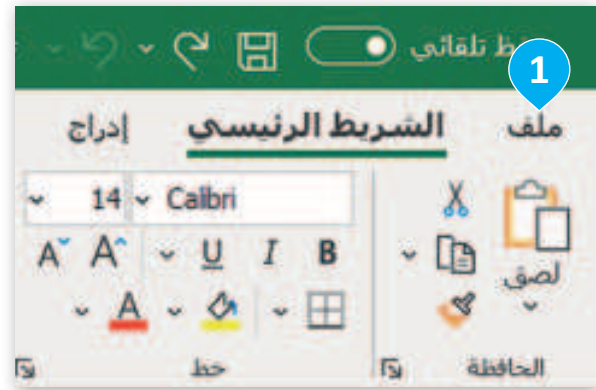 حفظ تلقائي
1
ملف الشريط الرئيسي إدراج
Calibri 14
لصق
B I U A A
A
الحافظة خط